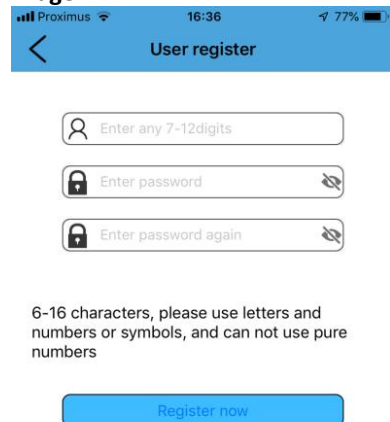 Proximus 16:36 77%
User register
Enter any 7-12digits
Enter password
Enter password again
6-16 characters, please use letters and
numbers or symbols, and can not use pure
numbers
Register now